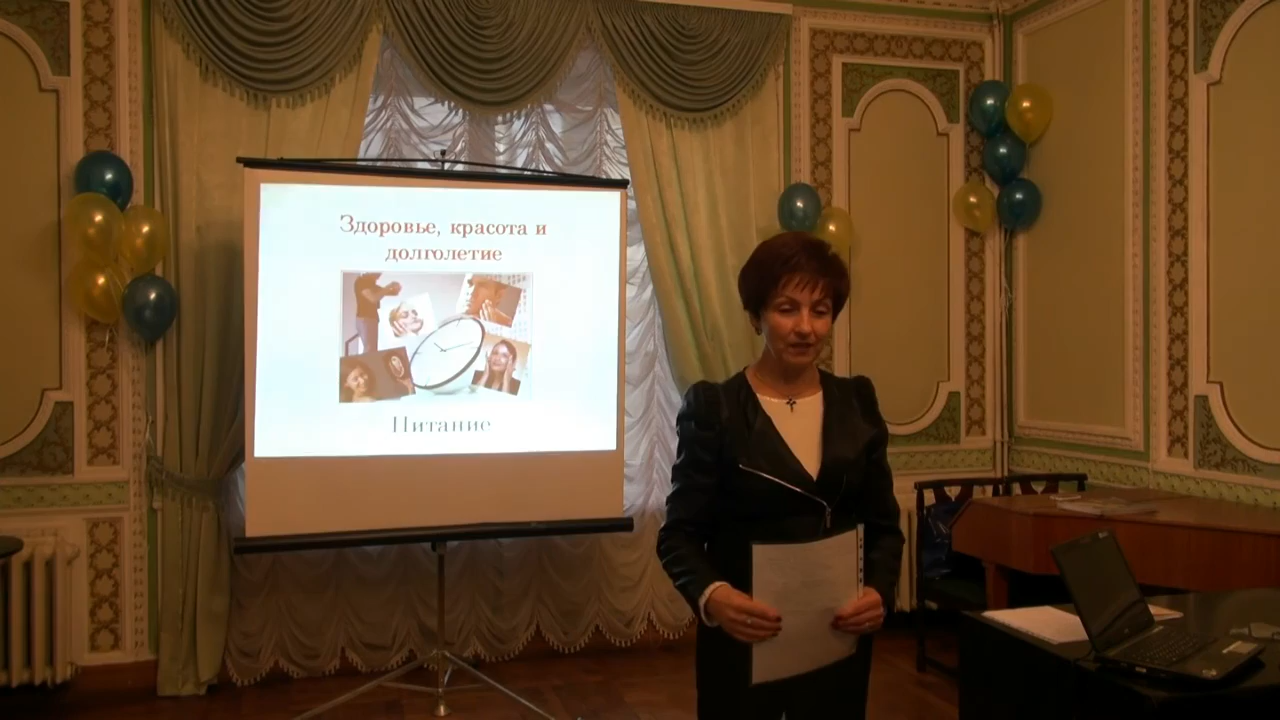 Здоровье, красота и
долголетие
Питание